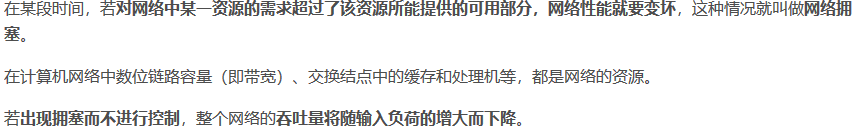 在某段时间，若对网络中某一资源的需求超过了该资源所能提供的可用部分，网络性能就要变坏，这种情况就叫做网络拥
塞。
在计算机网络中数位链路容量（即带宽）、交换结点中的缓存和处理机等，都是网络的资源。
若出现拥塞而不进行控制，整个网络的吞吐量将随输入负荷的增大而下降。